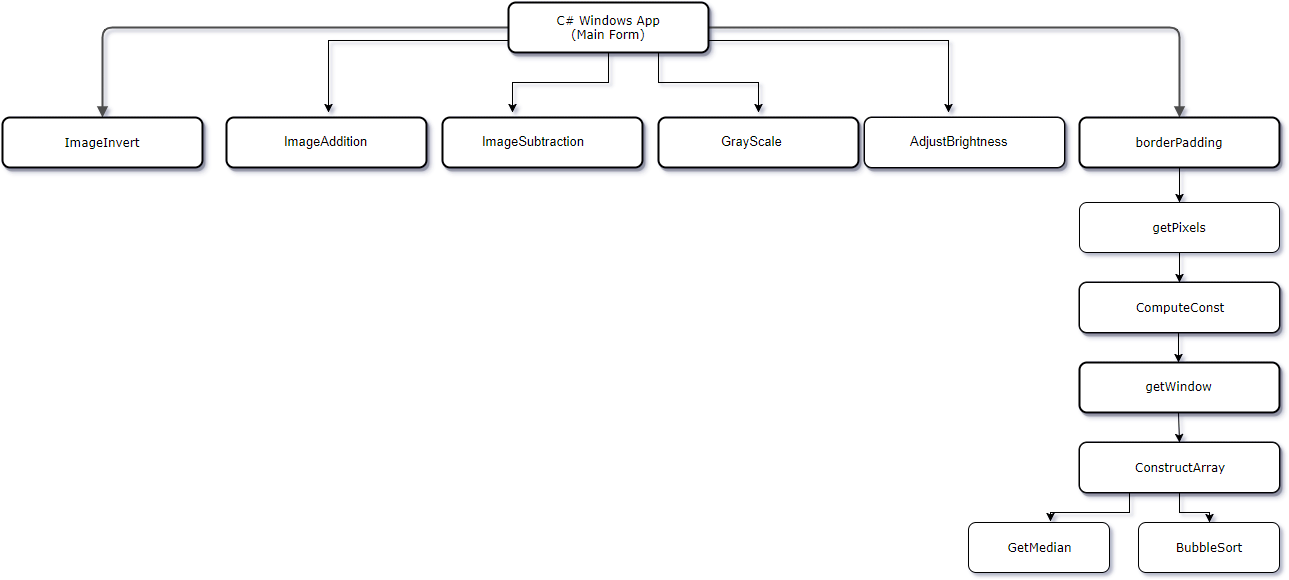 C# Windows App
(Main Form)
ImageInvert
ImageAddition
ImageSubtraction
GrayScale
AdjustBrightness
borderPadding
getPixels
ComputeConst
getWindow
ConstructArray
GetMedian
BubbleSort